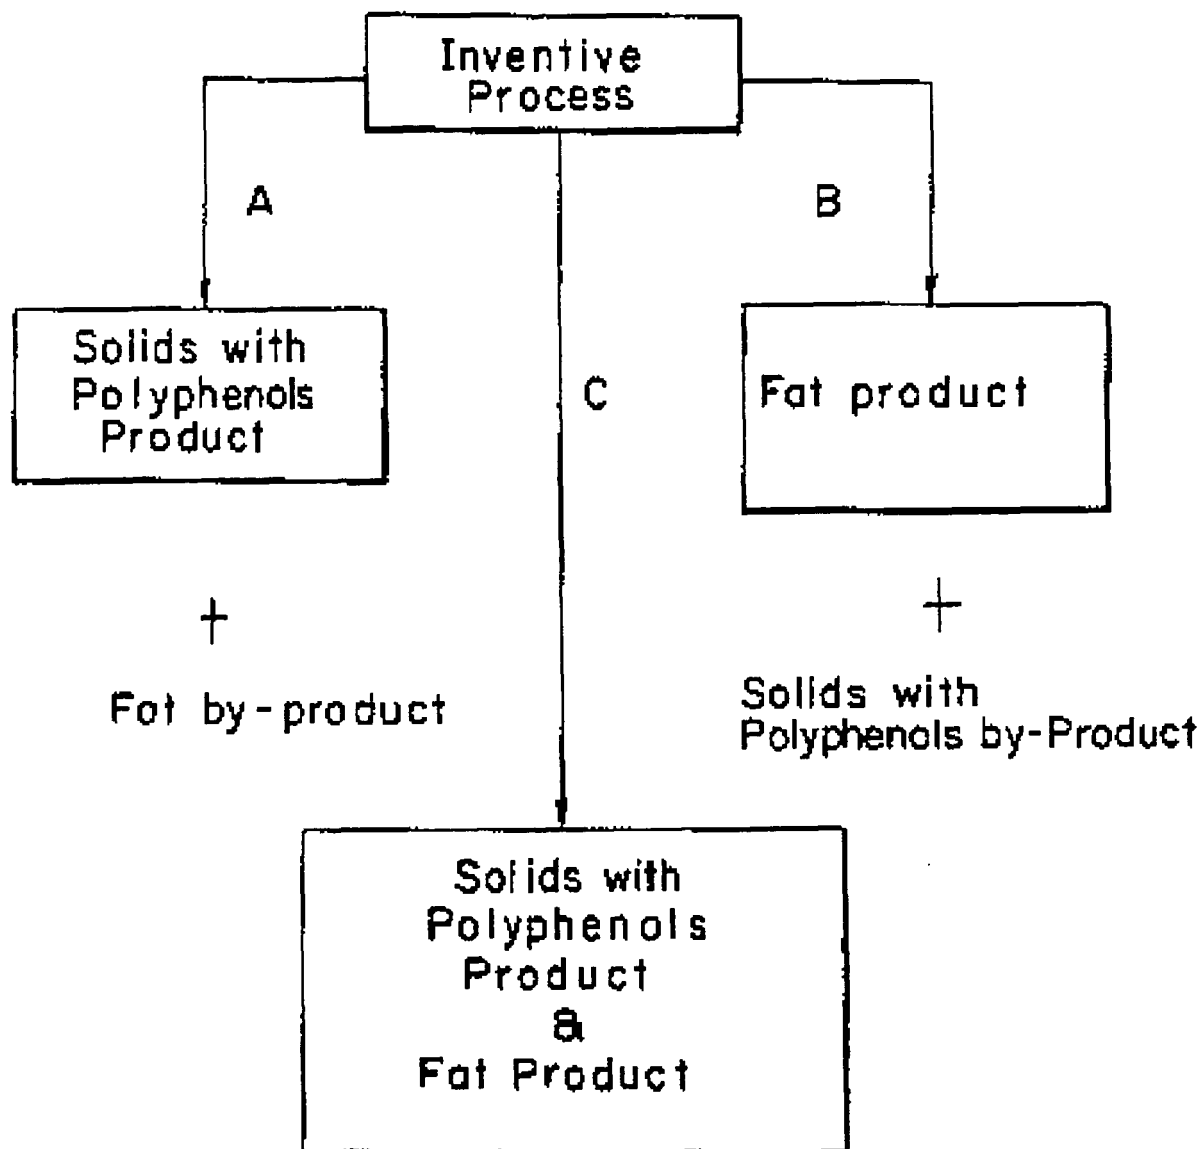 Inventive
Process
A
B
Solids with
Polyphenols
Product
C
Fat product
+
Fat by-product
+
Solids with
Polyphenols by-Product
Solids with
Polyphenols
Product
&
Fat Product